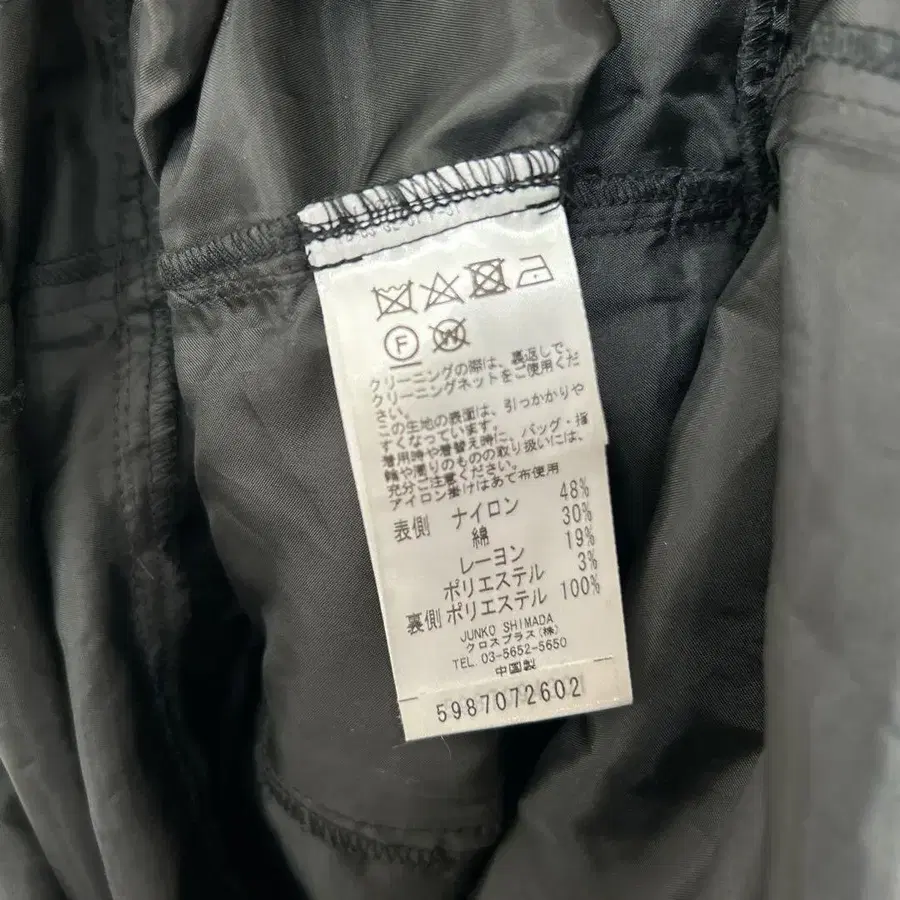 F W
クリーニングの際は、裏返しで、
クリーニングネットをご使用くだ
さい。
この生地の表面は、引っかかりや
すくなっています。
着用時や着替え時に、バッグ・指
輪や濡りのものの取り扱いには、
充分ご注意ください。
アイロン掛けはあて布使用
表側 ナイロン 48%
綿 30%
レーヨン 19%
ポリエステル 3%
裏側 ポリエステル 100%
JUNKO SHIMADA
クロスプラス(株)
TEL. 03-5652-5650
中国製
5987072602